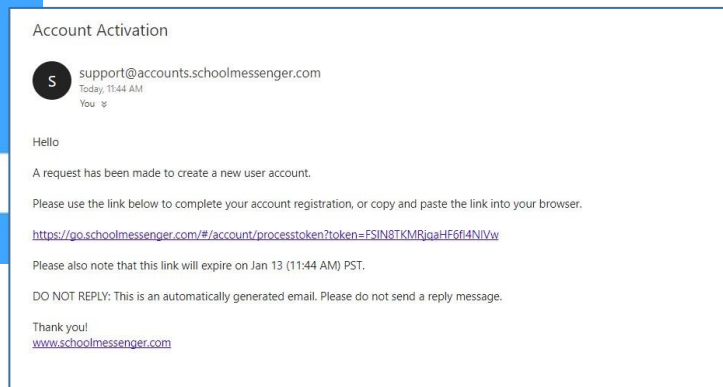 Account Activation
S
support@accounts.schoolmessenger.com
Today, 11:44 AM
You
Hello
A request has been made to create a new user account.
Please use the link below to complete your account registration, or copy and paste the link into your browser.
https://go.schoolmessenger.com/#/account/processtoken?token=FSIN8TKMRjqaHF6fI4NIVw
Please also note that this link will expire on Jan 13 (11:44 AM) PST.
DO NOT REPLY: This is an automatically generated email. Please do not send a reply message.
Thank you!
www.schoolmessenger.com